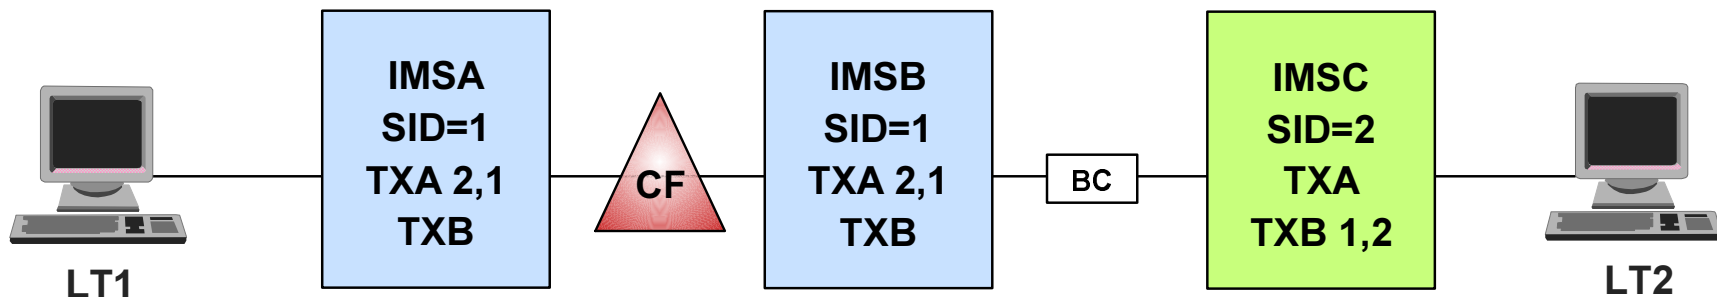 LT1
IMSA
SID=1
TXA 2,1
TXB
CF
IMSB
SID=1
TXA 2,1
TXB
BC
IMSC
SID=2
TXA
TXB 1,2
LT2